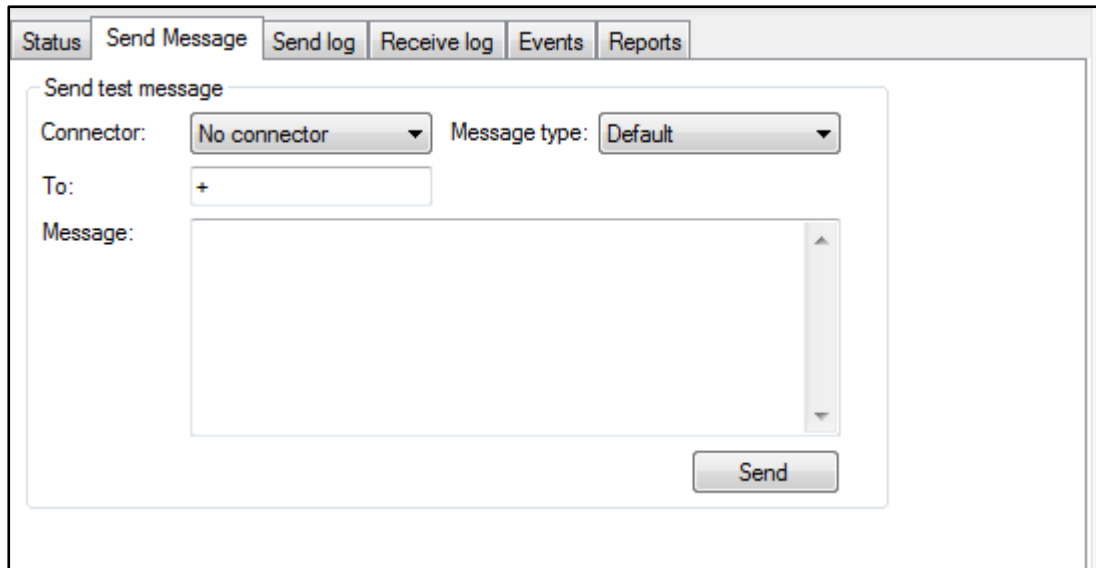 Status Send Message Send log Receive log Events Reports
Send test message
Connector: No connector Message type: Default
To: +
Message:
Send